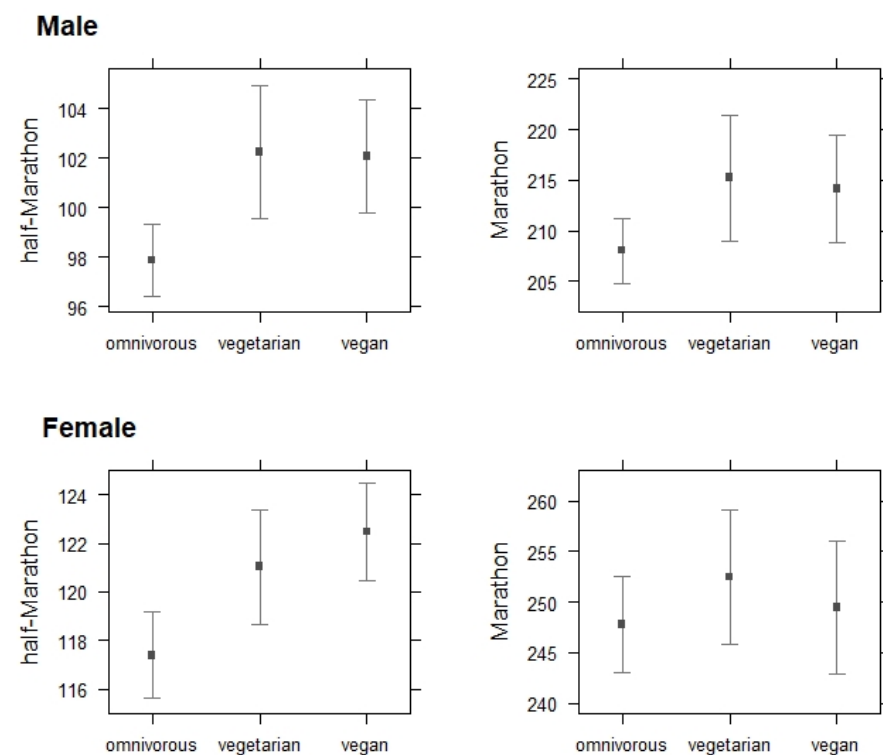 Male
half-Marathon
104
102
100
98
96
omnivorous vegetarian vegan
Marathon
225
220
215
210
205
omnivorous vegetarian vegan
Female
half-Marathon
124
122
120
118
116
omnivorous vegetarian vegan
Marathon
260
255
250
245
240
omnivorous vegetarian vegan